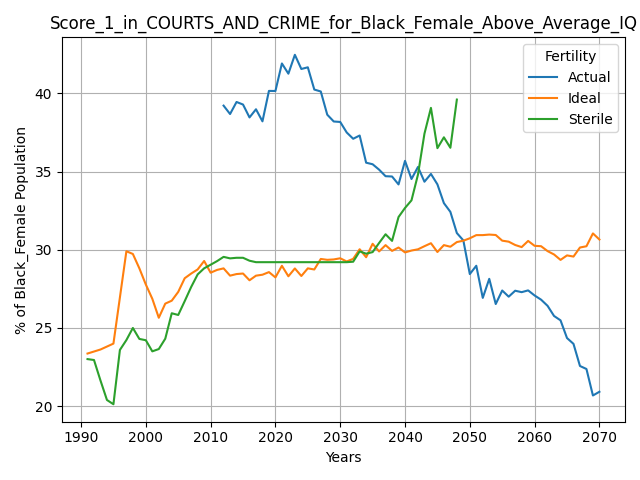 Score_1_in_COURTS_AND_CRIME_for_Black_Female_Above_Average_IQ
% of Black_Female Population
40
35
30
25
20
Fertility
Actual
Ideal
Sterile
1990 2000 2010 2020 2030 2040 2050 2060 2070
Years